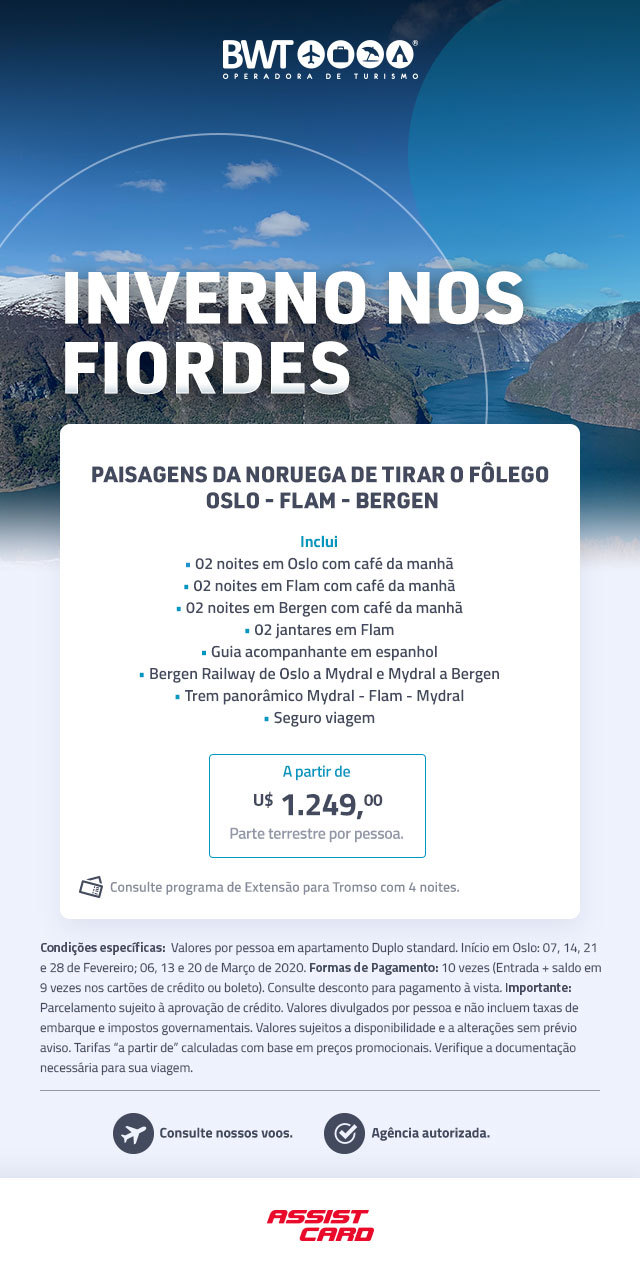 BWT
OPERADORA DE TURISMO
INVERNO NOS
FIORDES
PAISAGENS DA NORUEGA DE TIRAR O FÔLEGO
OSLO - FLAM - BERGEN
Inclui
▪ 02 noites em Oslo com café da manhã
▪ 02 noites em Flam com café da manhã
▪ 02 noites em Bergen com café da manhã
▪ 02 jantares em Flam
▪ Guia acompanhante em espanhol
▪ Bergen Railway de Oslo a Mydral e Mydral a Bergen
▪ Trem panorâmico Mydral - Flam - Mydral
▪ Seguro viagem
A partir de
U$ 1.249,00
Parte terrestre por pessoa.
Consulte programa de Extensão para Tromso com 4 noites.
Condições específicas: Valores por pessoa em apartamento Duplo standard. Início em Oslo: 07, 14, 21
e 28 de Fevereiro; 06, 13 e 20 de Março de 2020. Formas de Pagamento: 10 vezes (Entrada + saldo em
9 vezes nos cartões de crédito ou boleto). Consulte desconto para pagamento à vista. Importante:
Parcelamento sujeito à aprovação de crédito. Valores divulgados por pessoa e não incluem taxas de
embarque e impostos governamentais. Valores sujeitos a disponibilidade e a alterações sem prévio
aviso. Tarifas “a partir de” calculadas com base em preços promocionais. Verifique a documentação
necessária para sua viagem.
Consulte nossos voos.
Agência autorizada.
ASSIST
CARD